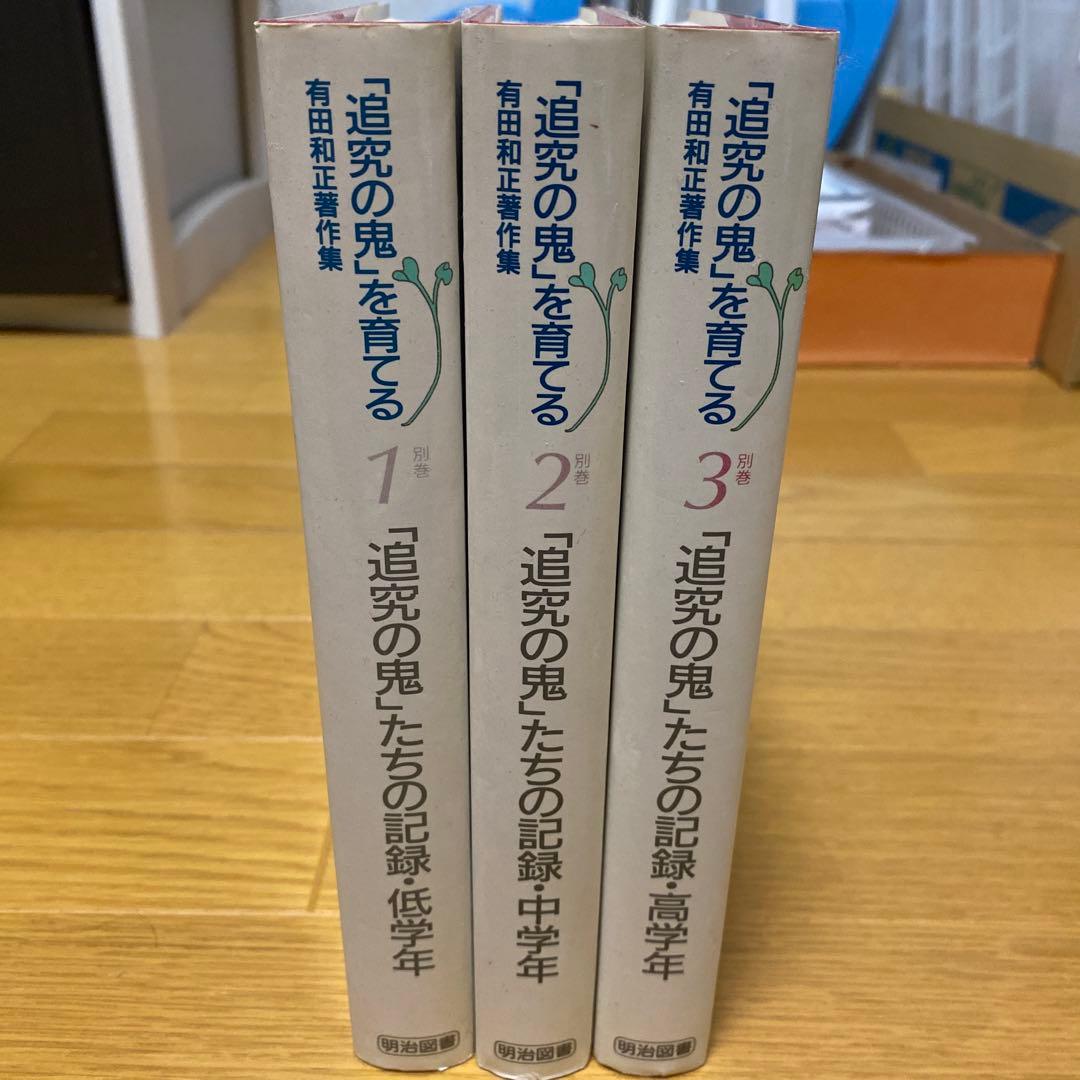 「追究の鬼」を育てる
有田和正著作集
別巻
1
「追究の鬼」たちの記録・低学年
明治図書
「追究の鬼」を育てる
有田和正著作集
別巻
2
「追究の鬼」たちの記録・中学年
明治図書
「追究の鬼」を育てる
有田和正著作集
別巻
3
「追究の鬼」たちの記録・高学年
明治図書